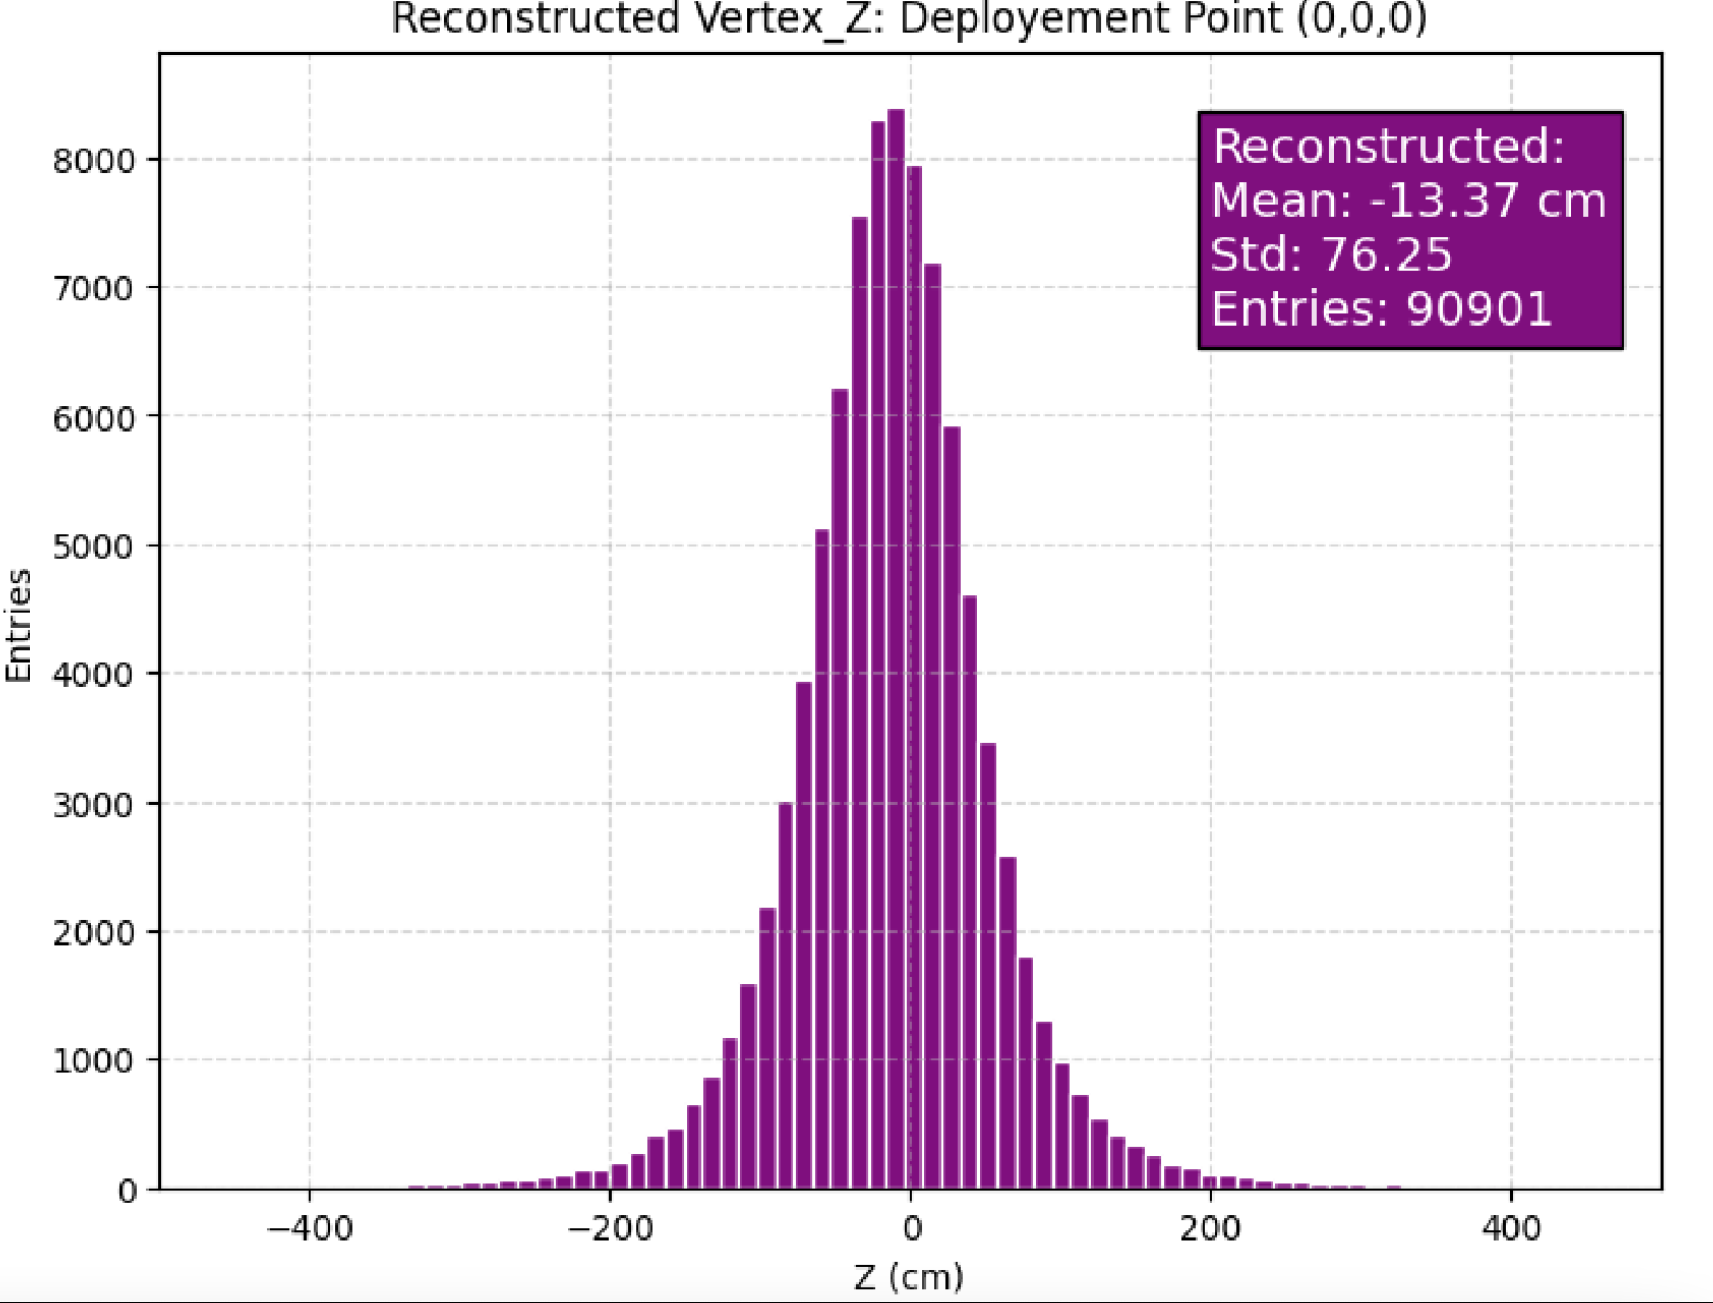 Reconstructed Vertex_Z: Deployement Point (0,0,0)
Reconstructed:
Mean: -13.37 cm
Std: 76.25
Entries: 90901
8000
7000
6000
5000
4000
3000
2000
1000
0
Entries
−400
−200
0
200
400
Z (cm)